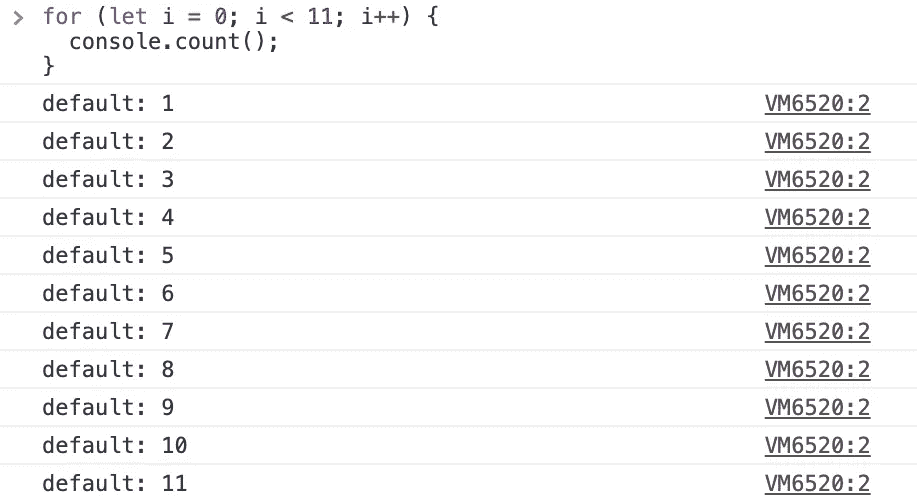 > for (let i = 0; i < 11; i++) {
console.count();
}
default: 1 VM6520:2
default: 2 VM6520:2
default: 3 VM6520:2
default: 4 VM6520:2
default: 5 VM6520:2
default: 6 VM6520:2
default: 7 VM6520:2
default: 8 VM6520:2
default: 9 VM6520:2
default: 10 VM6520:2
default: 11 VM6520:2